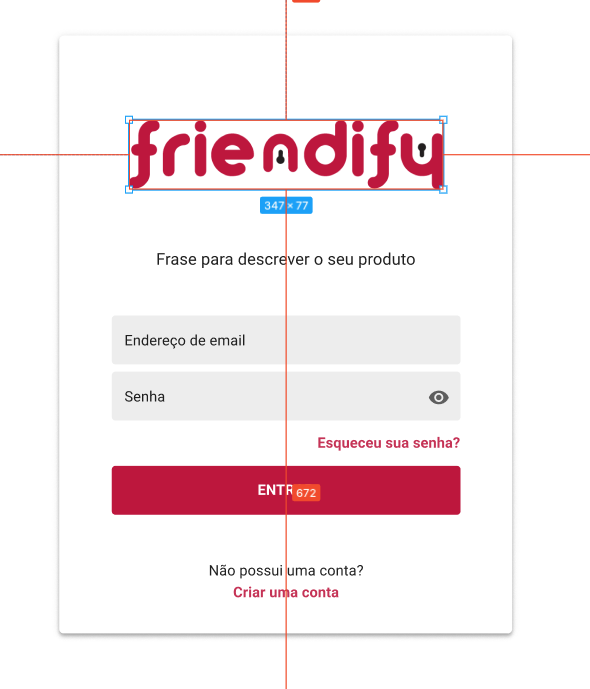 friendify
347 × 77
Frase para descrever o seu produto
Endereço de email
Senha
Esqueceu sua senha?
ENTR
672
Não possui uma conta?
Criar uma conta